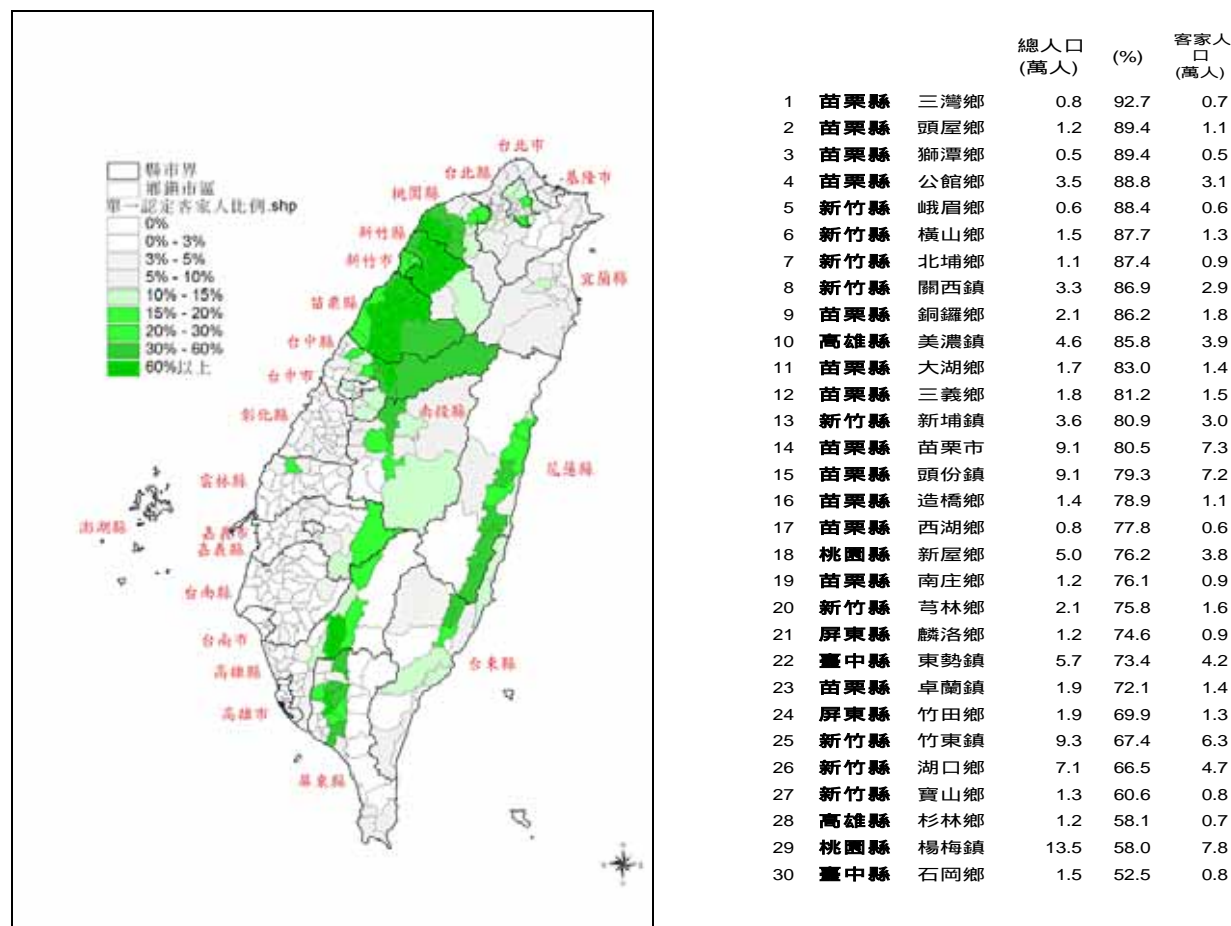 台北市
台北縣
基隆市
桃園縣
新竹縣
新竹市
宜蘭縣
苗栗縣
台中縣
台中市
彰化縣
南投縣
花蓮縣
雲林縣
澎湖縣
嘉義市
嘉義縣
台南縣
台南市
高雄縣
台東縣
高雄市
屏東縣
縣市界
鄉鎮市區
單一認定客家人比例.shp
0%
0% - 3%
3% - 5%
5% - 10%
10% - 15%
15% - 20%
20% - 30%
30% - 60%
60%以上
總人口 (%) 客家人
(萬人) 口
(萬人)
1 苗栗縣 三灣鄉 0.8 92.7 0.7
2 苗栗縣 頭屋鄉 1.2 89.4 1.1
3 苗栗縣 獅潭鄉 0.5 89.4 0.5
4 苗栗縣 公館鄉 3.5 88.8 3.1
5 新竹縣 峨眉鄉 0.6 88.4 0.6
6 新竹縣 橫山鄉 1.5 87.7 1.3
7 新竹縣 北埔鄉 1.1 87.4 0.9
8 新竹縣 關西鎮 3.3 86.9 2.9
9 苗栗縣 銅鑼鄉 2.1 86.2 1.8
10 高雄縣 美濃鎮 4.6 85.8 3.9
11 苗栗縣 大湖鄉 1.7 83.0 1.4
12 苗栗縣 三義鄉 1.8 81.2 1.5
13 新竹縣 新埔鎮 3.6 80.9 3.0
14 苗栗縣 苗栗市 9.1 80.5 7.3
15 苗栗縣 頭份鎮 9.1 79.3 7.2
16 苗栗縣 造橋鄉 1.4 78.9 1.1
17 苗栗縣 西湖鄉 0.8 77.8 0.6
18 桃園縣 新屋鄉 5.0 76.2 3.8
19 苗栗縣 南庄鄉 1.2 76.1 0.9
20 新竹縣 芎林鄉 2.1 75.8 1.6
21 屏東縣 麟洛鄉 1.2 74.6 0.9
22 臺中縣 東勢鎮 5.7 73.4 4.2
23 苗栗縣 卓蘭鎮 1.9 72.1 1.4
24 屏東縣 竹田鄉 1.9 69.9 1.3
25 新竹縣 竹東鎮 9.3 67.4 6.3
26 新竹縣 湖口鄉 7.1 66.5 4.7
27 新竹縣 寶山鄉 1.3 60.6 0.8
28 高雄縣 杉林鄉 1.2 58.1 0.7
29 桃園縣 楊梅鎮 13.5 58.0 7.8
30 臺中縣 石岡鄉 1.5 52.5 0.8